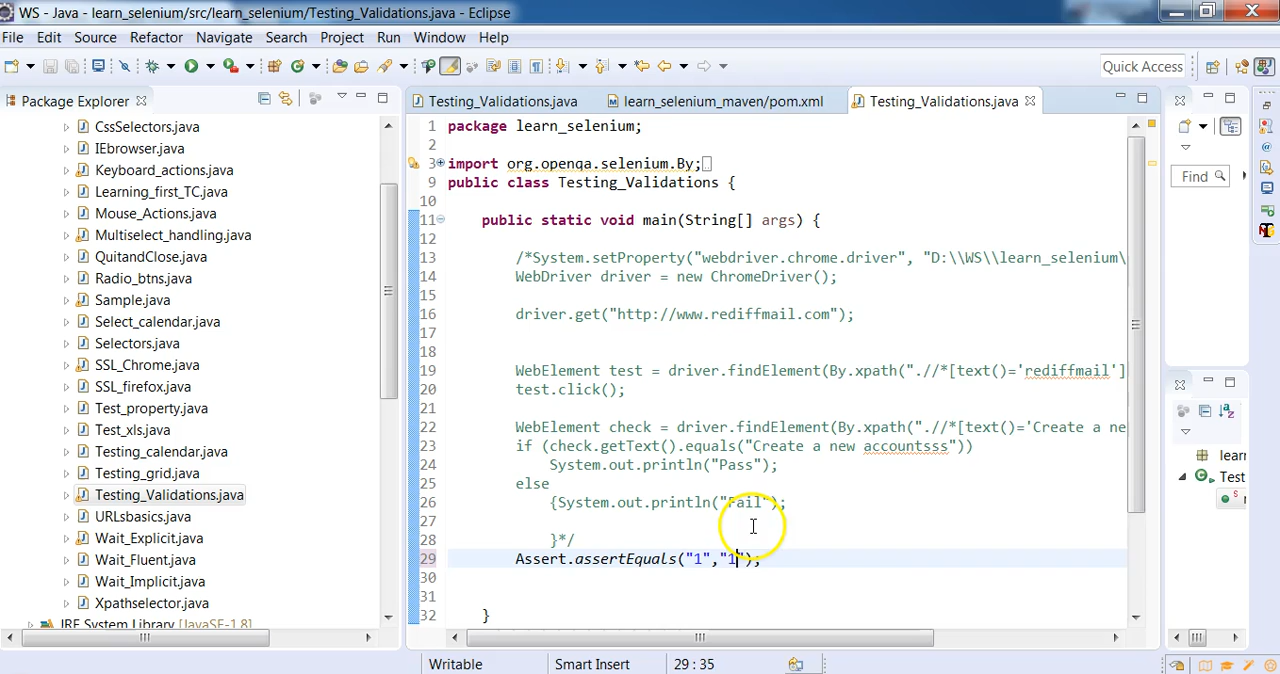 WS - Java - learn_selenium/src/learn_selenium/Testing_Validations.java - Eclipse
File Edit Source Refactor Navigate Search Project Run Window Help
Quick Access
Package Explorer
CssSelectors.java
IEbrowser.java
Keyboard_actions.java
Learning_first_TC.java
Mouse_Actions.java
Multiselect_handling.java
QuitandClose.java
Radio_btns.java
Sample.java
Select_calendar.java
Selectors.java
SSL_Chrome.java
SSL_firefox.java
Test_property.java
Test_xls.java
Testing_calendar.java
Testing_grid.java
Testing_Validations.java
URLsbasics.java
Wait_Explicit.java
Wait_Fluent.java
Wait_Implicit.java
Xpathselector.java
JRE System Library [JavaSE-1.8]
Testing_Validations.java learn_selenium_maven/pom.xml Testing_Validations.java
1 package learn_selenium;
2
3 import org.openqa.selenium.By;
9 public class Testing_Validations {
10
11 public static void main(String[] args) {
12
13 /*System.setProperty("webdriver.chrome.driver", "D:\\WS\\learn_selenium\
14 WebDriver driver = new ChromeDriver();
15
16 driver.get("http://www.rediffmail.com");
17
18
19 WebElement test = driver.findElement(By.xpath(".//*[text()='rediffmail']
20 test.click();
21
22 WebElement check = driver.findElement(By.xpath(".//*[text()='Create a ne
23 if (check.getText().equals("Create a new accountsss"))
24 System.out.println("Pass");
25 else
26 {System.out.println("Fail");
27
28 }*/
29 Assert.assertEquals("1","1");
30
31
32 }
Find
learn
Test
S
Writable Smart Insert 29 : 35